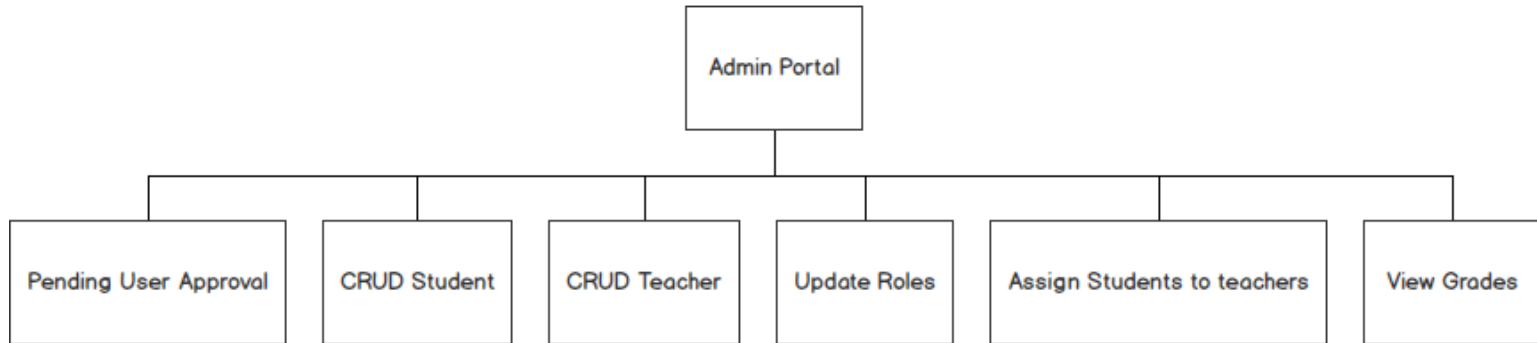 Admin Portal
Pending User Approval
CRUD Student
CRUD Teacher
Update Roles
Assign Students to teachers
View Grades